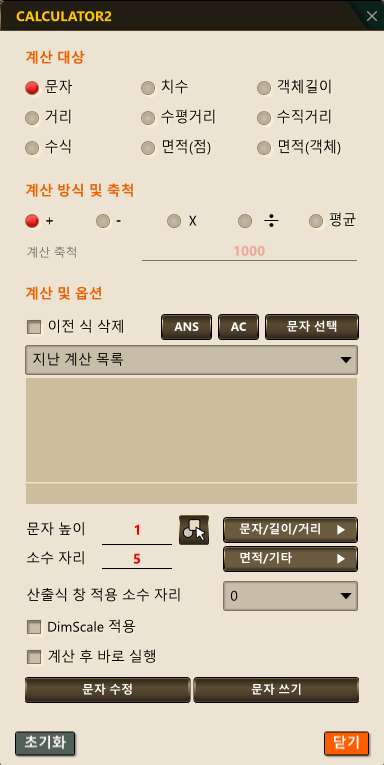 CALCULATOR2
계산 대상
문자 치수 객체길이
거리 수평거리 수직거리
수식 면적(점) 면적(객체)
계산 방식 및 축척
+ - X ÷ 평균
계산 축척 1000
계산 및 옵션
이전 식 삭제 ANS AC 문자 선택
지난 계산 목록
문자 높이 1 문자/길이/거리
소수 자리 5 면적/기타
산출식 창 적용 소수 자리 0
DimScale 적용
계산 후 바로 실행
문자 수정 문자 쓰기
초기화 닫기